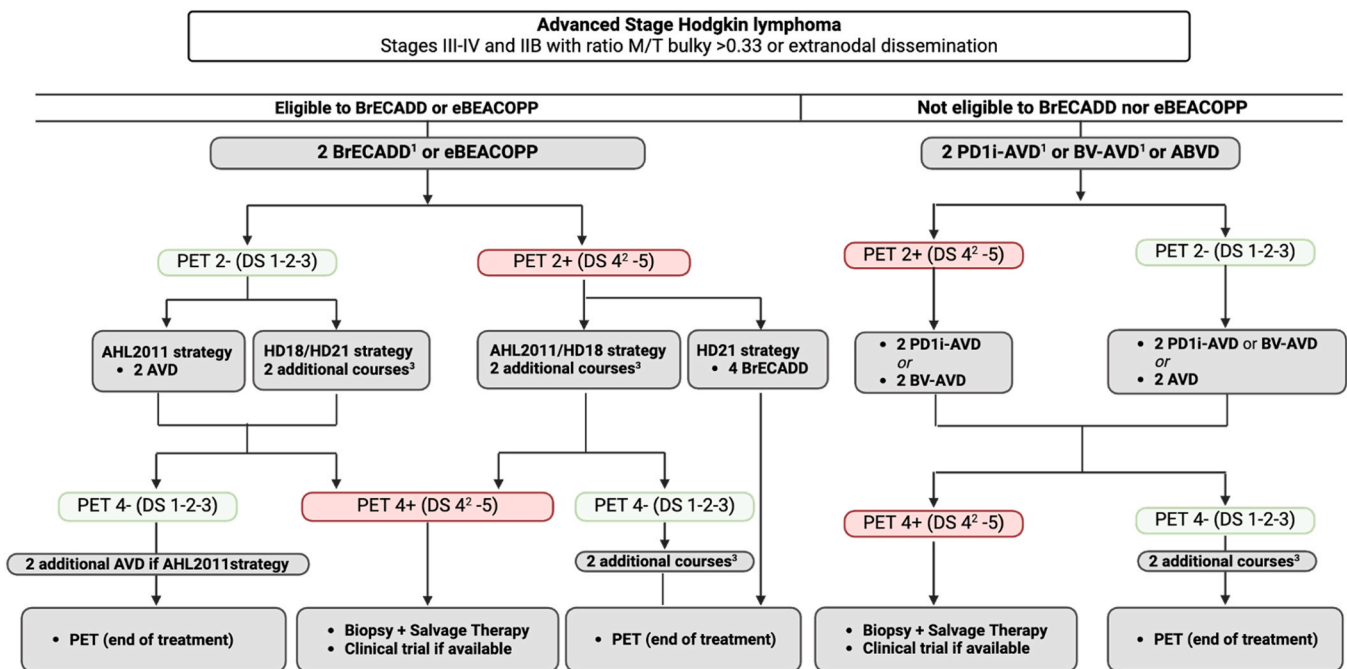 Advanced Stage Hodgkin lymphoma
Stages III-IV and IIB with ratio M/T bulky >0.33 or extranodal dissemination
Eligible to BrECADD or eBEACOPP
Not eligible to BrECADD nor eBEACOPP
2 BrECADD¹ or eBEACOPP
2 PD1i-AVD¹ or BV-AVD¹ or ABVD
PET 2- (DS 1-2-3)
PET 2+ (DS 4² -5)
PET 2+ (DS 4² -5)
PET 2- (DS 1-2-3)
AHL2011 strategy
• 2 AVD
HD18/HD21 strategy
2 additional courses³
AHL2011/HD18 strategy
2 additional courses³
HD21 strategy
• 4 BrECADD
• 2 PD1i-AVD
or
• 2 BV-AVD
• 2 PD1i-AVD or BV-AVD
or
• 2 AVD
PET 4- (DS 1-2-3)
PET 4+ (DS 4² -5)
PET 4- (DS 1-2-3)
PET 4+ (DS 4² -5)
PET 4- (DS 1-2-3)
2 additional AVD if AHL2011strategy
2 additional courses³
2 additional courses³
• PET (end of treatment)
• Biopsy + Salvage Therapy
• Clinical trial if available
• PET (end of treatment)
• Biopsy + Salvage Therapy
• Clinical trial if available
• PET (end of treatment)